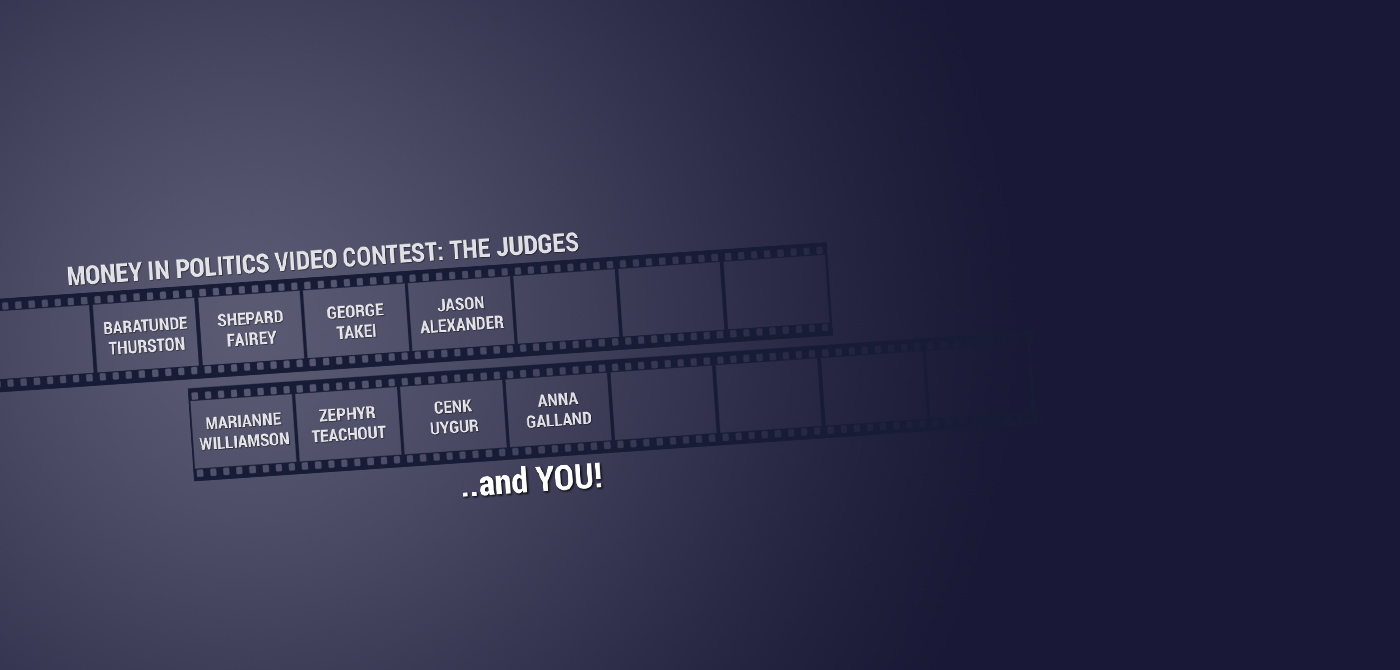 MONEY IN POLITICS VIDEO CONTEST: THE JUDGES
BARATUNDE
THURSTON
SHEPARD
FAIREY
GEORGE
TAKEI
JASON
ALEXANDER
MARIANNE
WILLIAMSON
ZEPHYR
TEACHOUT
CENK
UYGUR
ANNA
GALLAND
..and YOU!